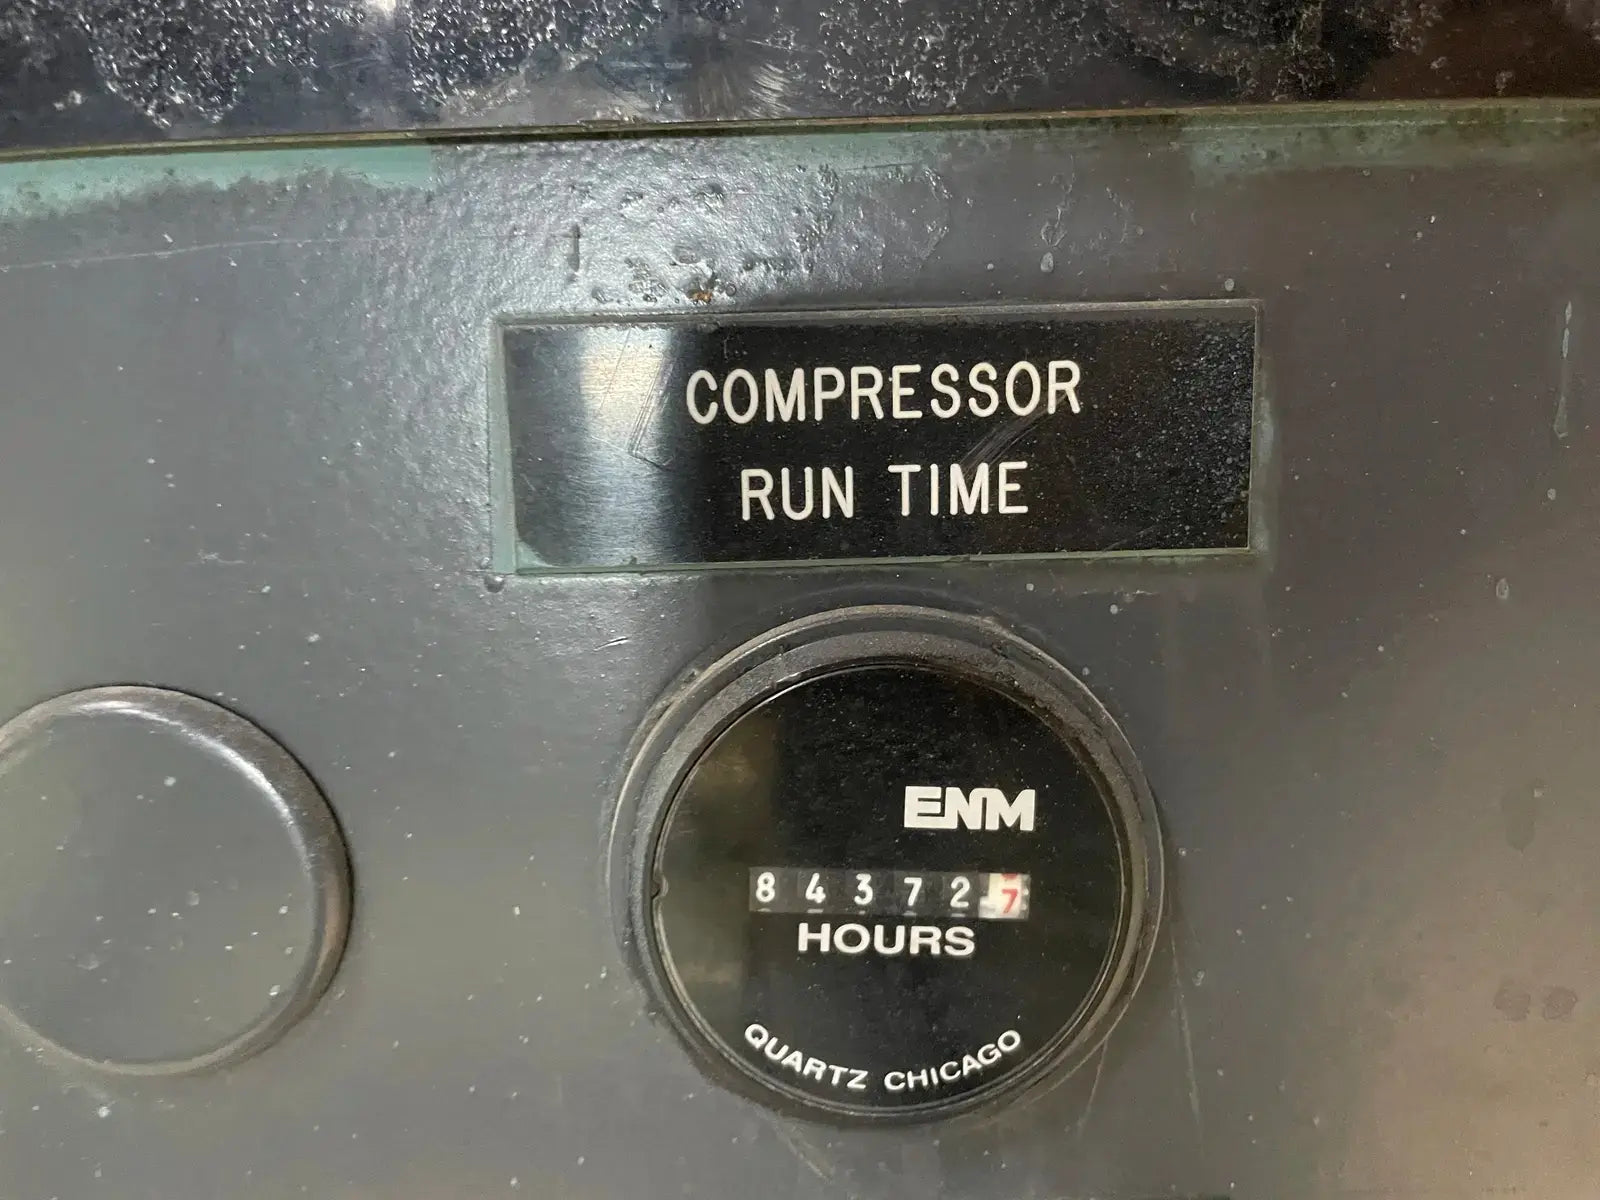 COMPRESSOR
RUN TIME
ENM
843727
HOURS
QUARTZ CHICAGO